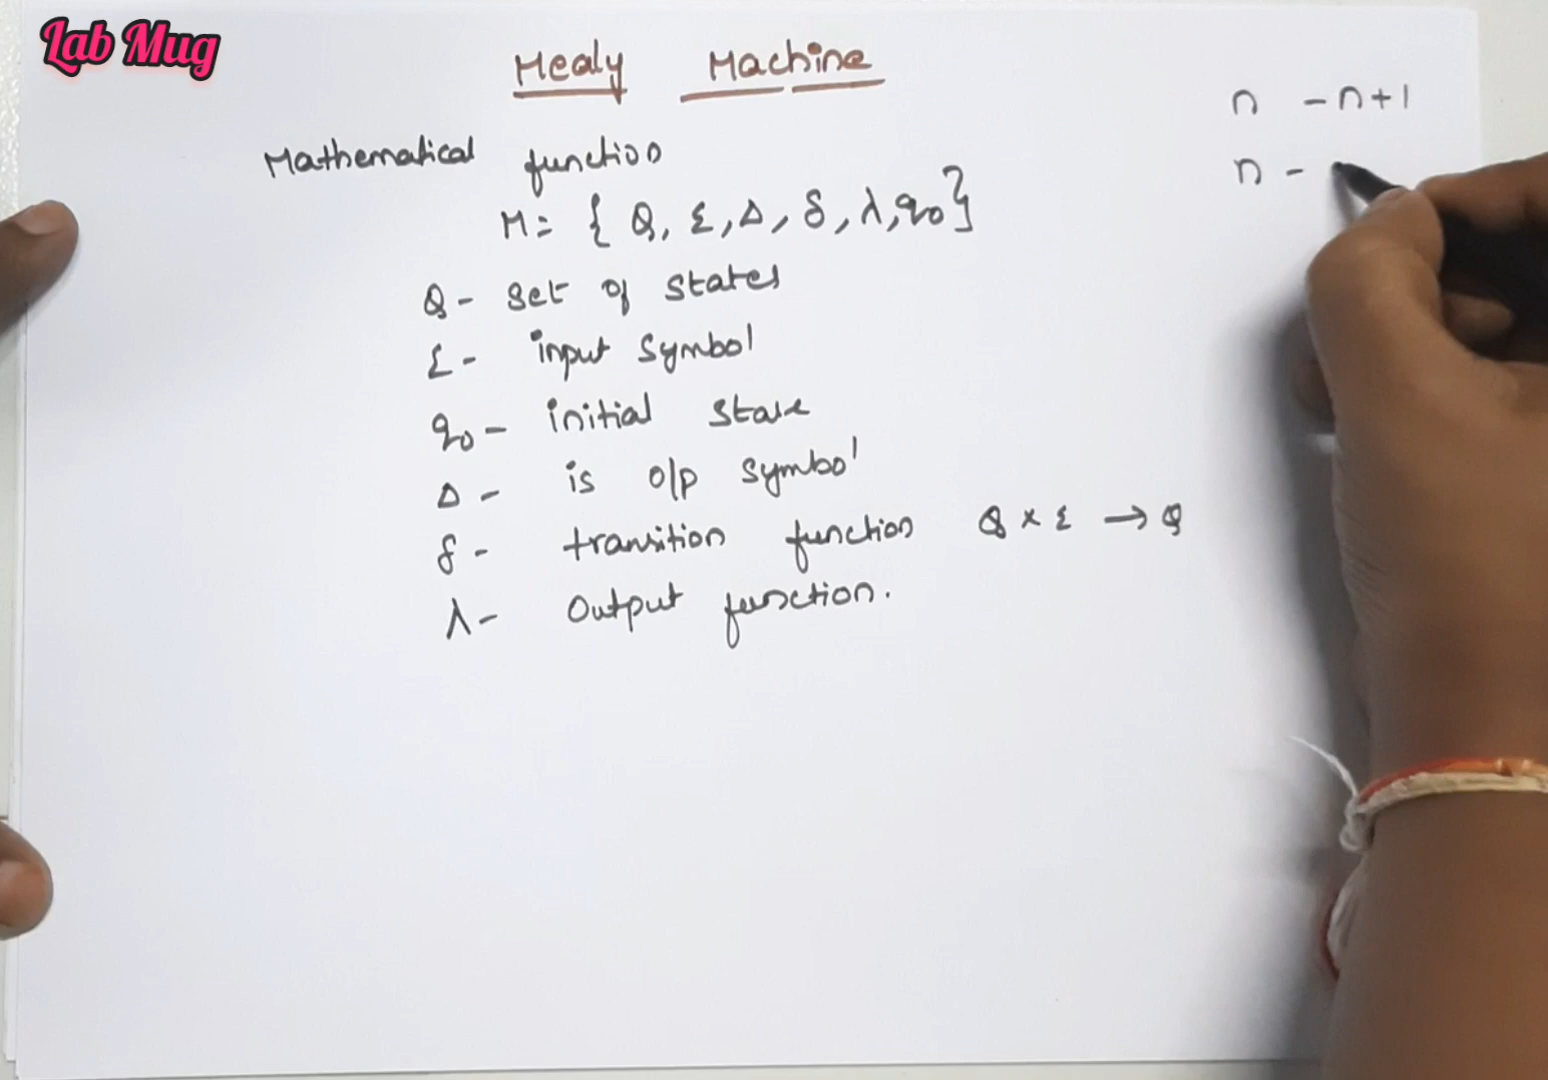 Lab Mug
Mealy Machine
n - n+1
Mathematical function
n -
M = { Q, Σ, Δ, δ, λ, q0 }
Q - set of states
Σ - input symbol
q0 - initial state
Δ - is o/p symbol
δ - transition function Q × Σ → Q
λ - Output function.